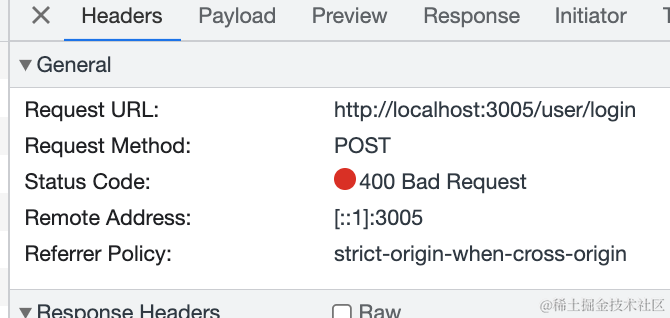 Headers Payload Preview Response Initiator
General
Request URL: http://localhost:3005/user/login
Request Method: POST
Status Code: 400 Bad Request
Remote Address: [::1]:3005
Referrer Policy: strict-origin-when-cross-origin
Response Headers Raw
@稀土掘金技术社区